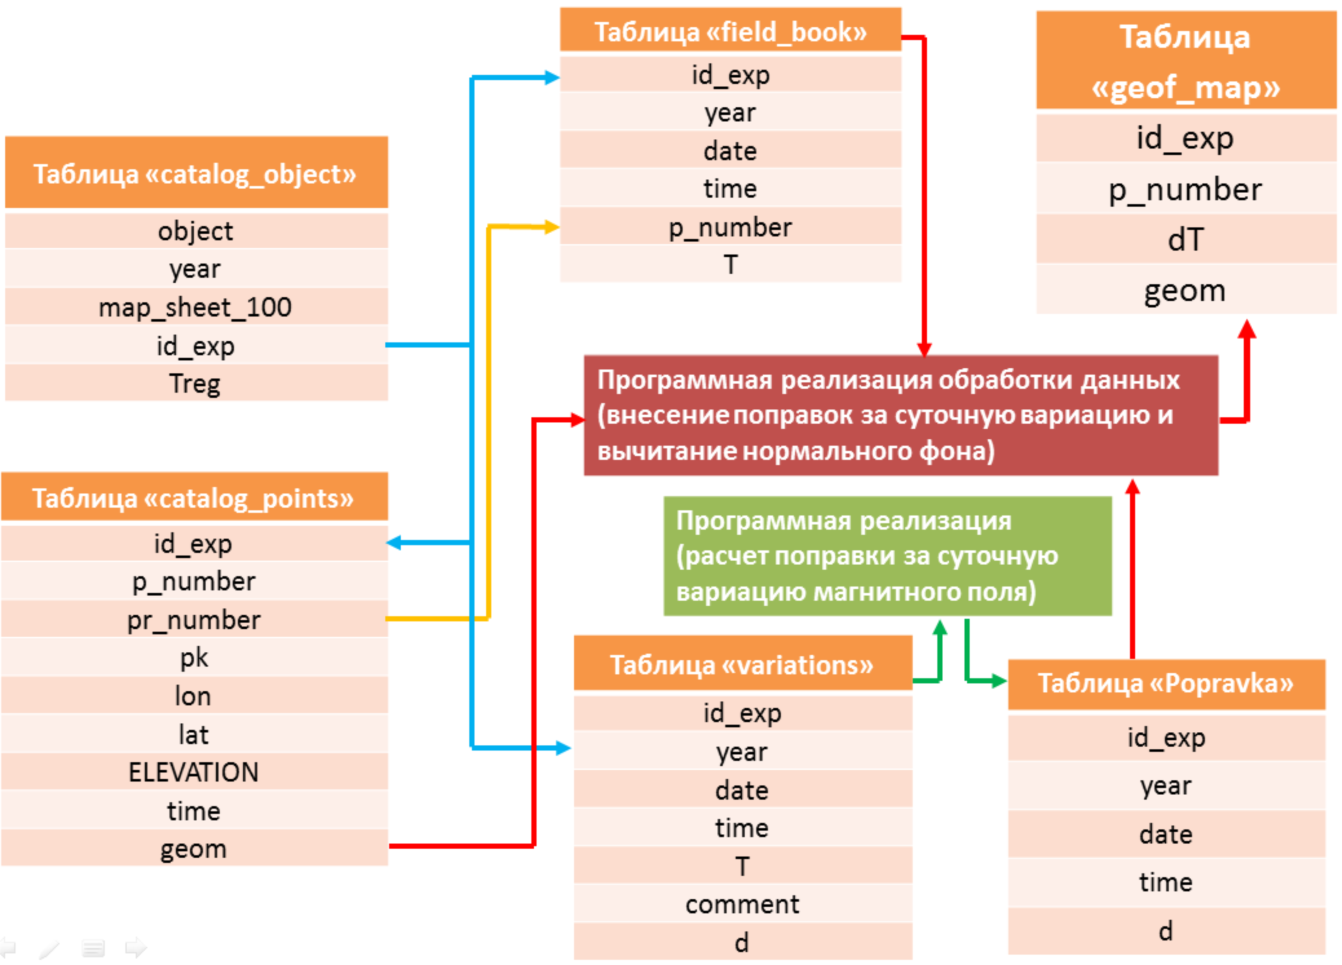 Таблица «catalog_object»
object
year
map_sheet_100
id_exp
Treg
Таблица «catalog_points»
id_exp
p_number
pr_number
pk
lon
lat
ELEVATION
time
geom
Таблица «field_book»
id_exp
year
date
time
p_number
T
Таблица
«geof_map»
id_exp
p_number
dT
geom
Программная реализация обработки данных
(внесение поправок за суточную вариацию и
вычитание нормального фона)
Программная реализация
(расчет поправки за суточную
вариацию магнитного поля)
Таблица «variations»
id_exp
year
date
time
T
comment
d
Таблица «Popravka»
id_exp
year
date
time
d